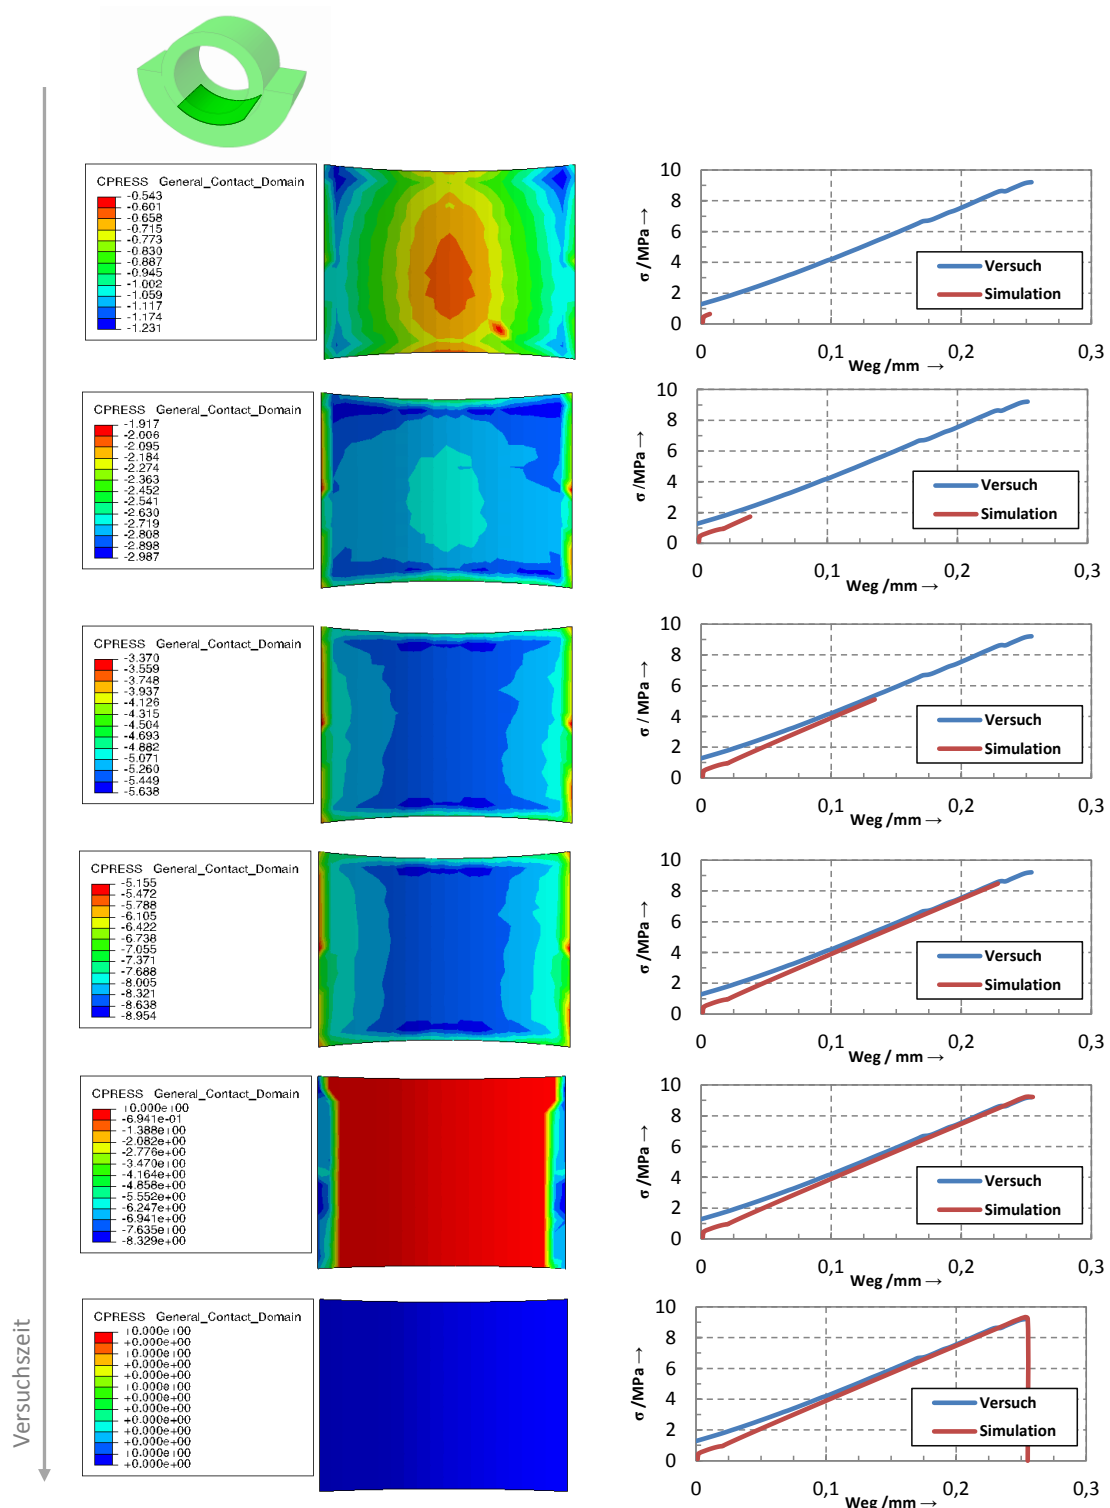 CPRESS General_Contact_Domain
-0.543
-0.601
-0.658
-0.715
-0.773
-0.830
-0.887
-0.945
-1.002
-1.059
-1.117
-1.174
-1.231
10
8
6
4
2
0
σ /MPa →
Versuch
Simulation
0
0,1
0,2
0,3
Weg /mm →
CPRESS General_Contact_Domain
-1.917
-2.006
-2.095
-2.184
-2.274
-2.363
-2.452
-2.541
-2.630
-2.719
-2.808
-2.898
-2.987
10
8
6
4
2
0
σ /MPa →
Versuch
Simulation
0
0,1
0,2
0,3
Weg /mm →
CPRESS General_Contact_Domain
-3.370
-3.559
-3.748
-3.937
-4.126
-4.315
-4.504
-4.693
-4.882
-5.071
-5.260
-5.449
-5.638
10
8
6
4
2
0
σ / MPa →
Versuch
Simulation
0
0,1
0,2
0,3
Weg /mm →
CPRESS General_Contact_Domain
-5.155
-5.472
-5.788
-6.105
-6.422
-6.738
-7.055
-7.371
-7.688
-8.005
-8.321
-8.638
-8.954
10
8
6
4
2
0
σ /MPa →
Versuch
Simulation
0
0,1
0,2
0,3
Weg / mm →
CPRESS General_Contact_Domain
+0.000e+00
-6.941e-01
-1.388e+00
-2.082e+00
-2.776e+00
-3.470e+00
-4.164e+00
-4.858e+00
-5.552e+00
-6.247e+00
-6.941e+00
-7.635e+00
-8.329e+00
10
8
6
4
2
0
σ /MPa →
Versuch
Simulation
0
0,1
0,2
0,3
Weg /mm →
CPRESS General_Contact_Domain
+0.000e+00
+0.000e+00
+0.000e+00
+0.000e+00
+0.000e+00
+0.000e+00
+0.000e+00
+0.000e+00
+0.000e+00
+0.000e+00
+0.000e+00
+0.000e+00
+0.000e+00
10
8
6
4
2
0
σ /MPa →
Versuch
Simulation
0
0,1
0,2
0,3
Weg /mm →
Versuchszeit